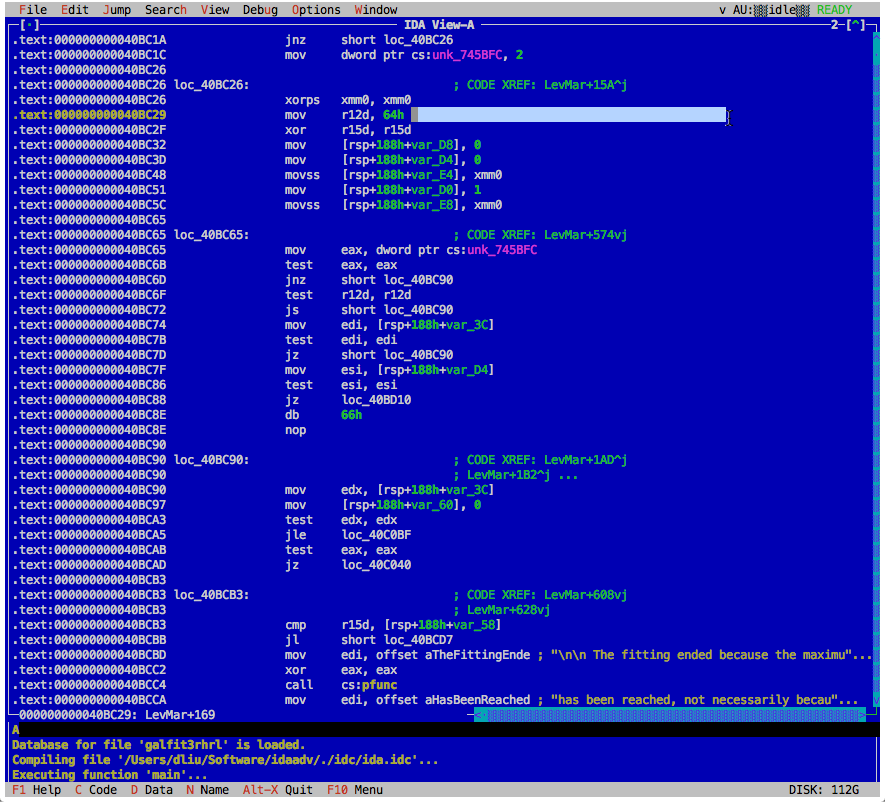 File Edit Jump Search View Debug Options Window v AU: idle READY
[·] IDA View-A 2-[^]
.text:000000000040BC1A jnz short loc_40BC26
.text:000000000040BC1C mov dword ptr cs:unk_745BFC, 2
.text:000000000040BC26
.text:000000000040BC26 loc_40BC26: ; CODE XREF: LevMar+15A^j
.text:000000000040BC26 xorps xmm0, xmm0
.text:000000000040BC29 mov r12d, 64h
.text:000000000040BC2F xor r15d, r15d
.text:000000000040BC32 mov [rsp+188h+var_D8], 0
.text:000000000040BC3D mov [rsp+188h+var_D4], 0
.text:000000000040BC48 movss [rsp+188h+var_E4], xmm0
.text:000000000040BC51 mov [rsp+188h+var_D0], 1
.text:000000000040BC5C movss [rsp+188h+var_E8], xmm0
.text:000000000040BC65
.text:000000000040BC65 loc_40BC65: ; CODE XREF: LevMar+574vj
.text:000000000040BC65 mov eax, dword ptr cs:unk_745BFC
.text:000000000040BC6B test eax, eax
.text:000000000040BC6D jnz short loc_40BC90
.text:000000000040BC6F test r12d, r12d
.text:000000000040BC72 js short loc_40BC90
.text:000000000040BC74 mov edi, [rsp+188h+var_3C]
.text:000000000040BC7B test edi, edi
.text:000000000040BC7D jz short loc_40BC90
.text:000000000040BC7F mov esi, [rsp+188h+var_D4]
.text:000000000040BC86 test esi, esi
.text:000000000040BC88 jz loc_40BD10
.text:000000000040BC8E db 66h
.text:000000000040BC8E nop
.text:000000000040BC90
.text:000000000040BC90 loc_40BC90: ; CODE XREF: LevMar+1AD^j
.text:000000000040BC90 ; LevMar+1B2^j ...
.text:000000000040BC90 mov edx, [rsp+188h+var_3C]
.text:000000000040BC97 mov [rsp+188h+var_60], 0
.text:000000000040BCA3 test edx, edx
.text:000000000040BCA5 jle loc_40C0BF
.text:000000000040BCAB test eax, eax
.text:000000000040BCAD jz loc_40C040
.text:000000000040BCB3
.text:000000000040BCB3 loc_40BCB3: ; CODE XREF: LevMar+608vj
.text:000000000040BCB3 ; LevMar+628vj
.text:000000000040BCB3 cmp r15d, [rsp+188h+var_58]
.text:000000000040BCBB jl short loc_40BCD7
.text:000000000040BCBD mov edi, offset aTheFittingEnde ; "\n\n The fitting ended because the maximu"...
.text:000000000040BCC2 xor eax, eax
.text:000000000040BCC4 call cs:pfunc
.text:000000000040BCCA mov edi, offset aHasBeenReached ; "has been reached, not necessarily becau"...
000000000040BC29: LevMar+169
A
Database for file 'galfit3rhrl' is loaded.
Compiling file '/Users/dliu/Software/idaadv/./idc/ida.idc'...
Executing function 'main'...
F1 Help C Code D Data N Name Alt-X Quit F10 Menu DISK: 112G